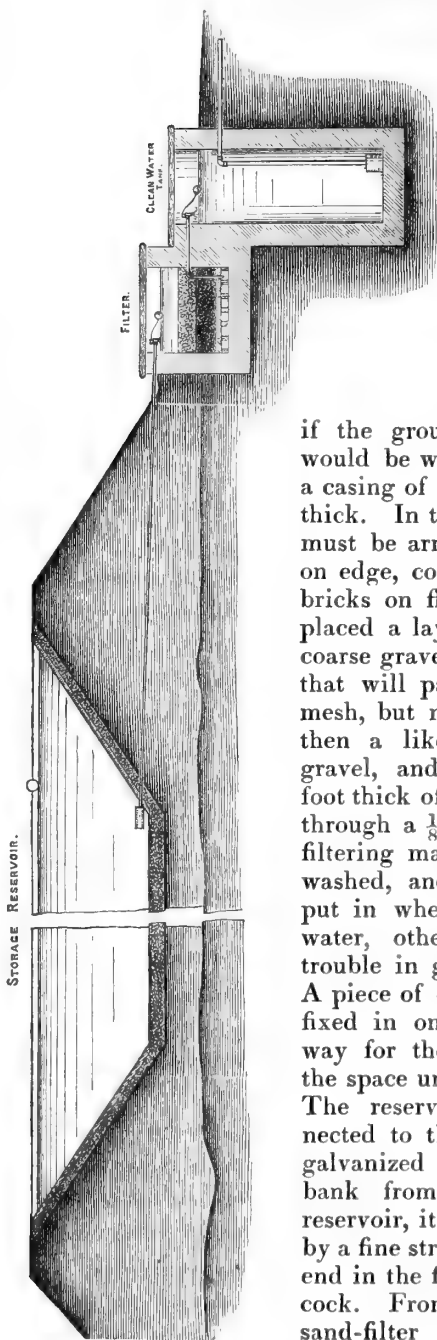 STORAGE RESERVOIR.
FILTER.
CLEAN WATER
TANK.
if the grou
would be w
a casing of
thick. In t
must be arr
on edge, co
bricks on f
placed a lay
coarse grave
that will pa
mesh, but n
then a like
gravel, and
foot thick of
through a 1/8
filtering ma
washed, and
put in whe
water, othe
trouble in g
A piece of
fixed in on
way for the
the space un
The reserv
nected to th
galvanized
bank from
reservoir, it
by a fine str
end in the f
cock. From
sand-filter